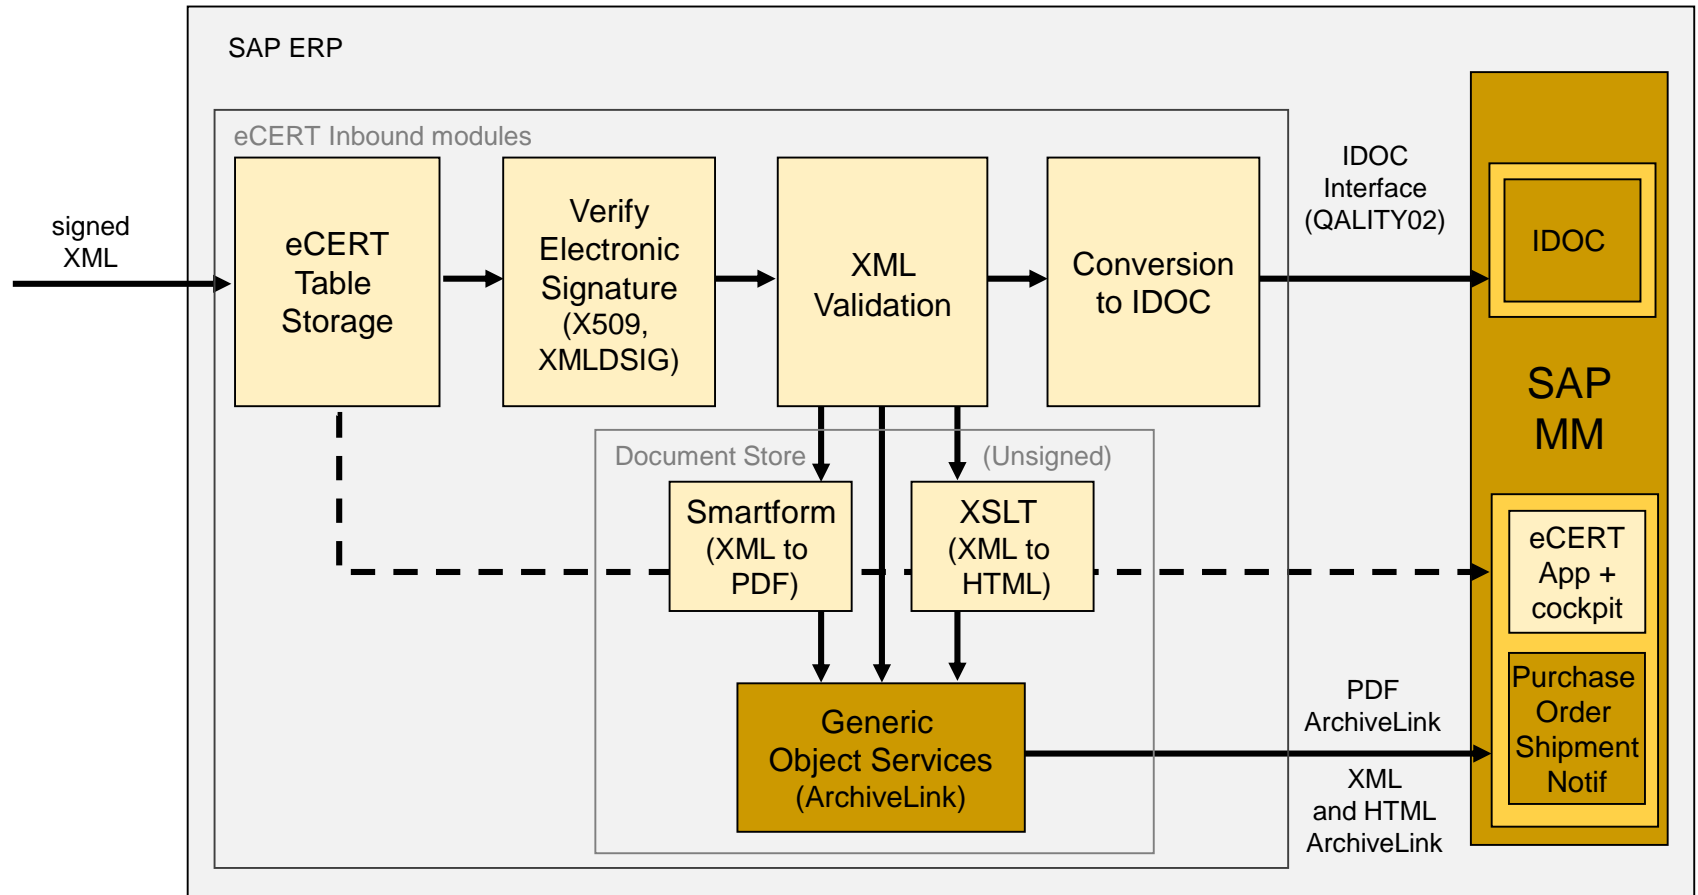 SAP ERP
eCERT Inbound modules
signed
XML
eCERT
Table
Storage
Verify
Electronic
Signature
(X509,
XMLDSIG)
XML
Validation
Conversion
to IDOC
IDOC
Interface
(QALITY02)
IDOC
SAP
MM
Document Store
(Unsigned)
Smartform
(XML to
PDF)
XSLT
(XML to
HTML)
eCERT
App +
cockpit
Generic
Object Services
(ArchiveLink)
PDF
ArchiveLink
XML
and HTML
ArchiveLink
Purchase
Order
Shipment
Notif